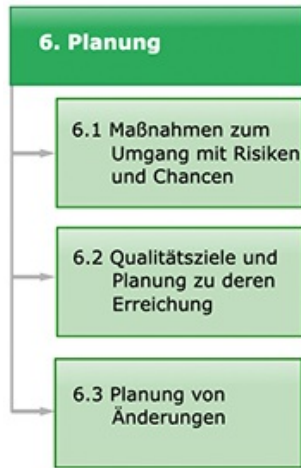 6. Planung
6.1 Maßnahmen zum
Umgang mit Risiken
und Chancen
6.2 Qualitätsziele und
Planung zu deren
Erreichung
6.3 Planung von
Änderungen